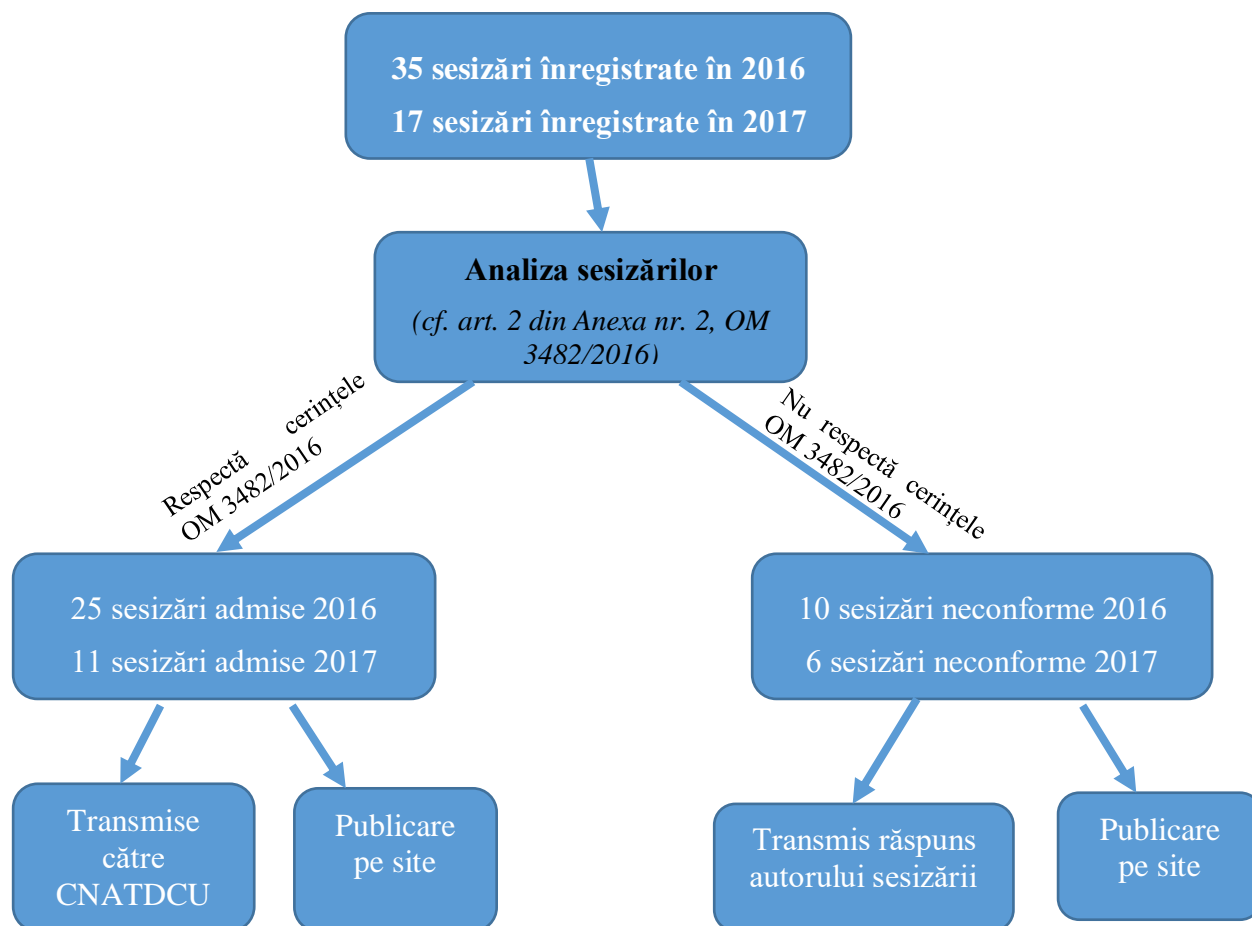 35 sesizări înregistrate în 2016
17 sesizări înregistrate în 2017
Analiza sesizărilor
(cf. art. 2 din Anexa nr. 2, OM
3482/2016)
Respectă cerințele
OM 3482/2016
Nu respectă cerințele
OM 3482/2016
25 sesizări admise 2016
11 sesizări admise 2017
10 sesizări neconforme 2016
6 sesizări neconforme 2017
Transmise
către
CNATDCU
Publicare
pe site
Transmis răspuns
autorului sesizării
Publicare
pe site